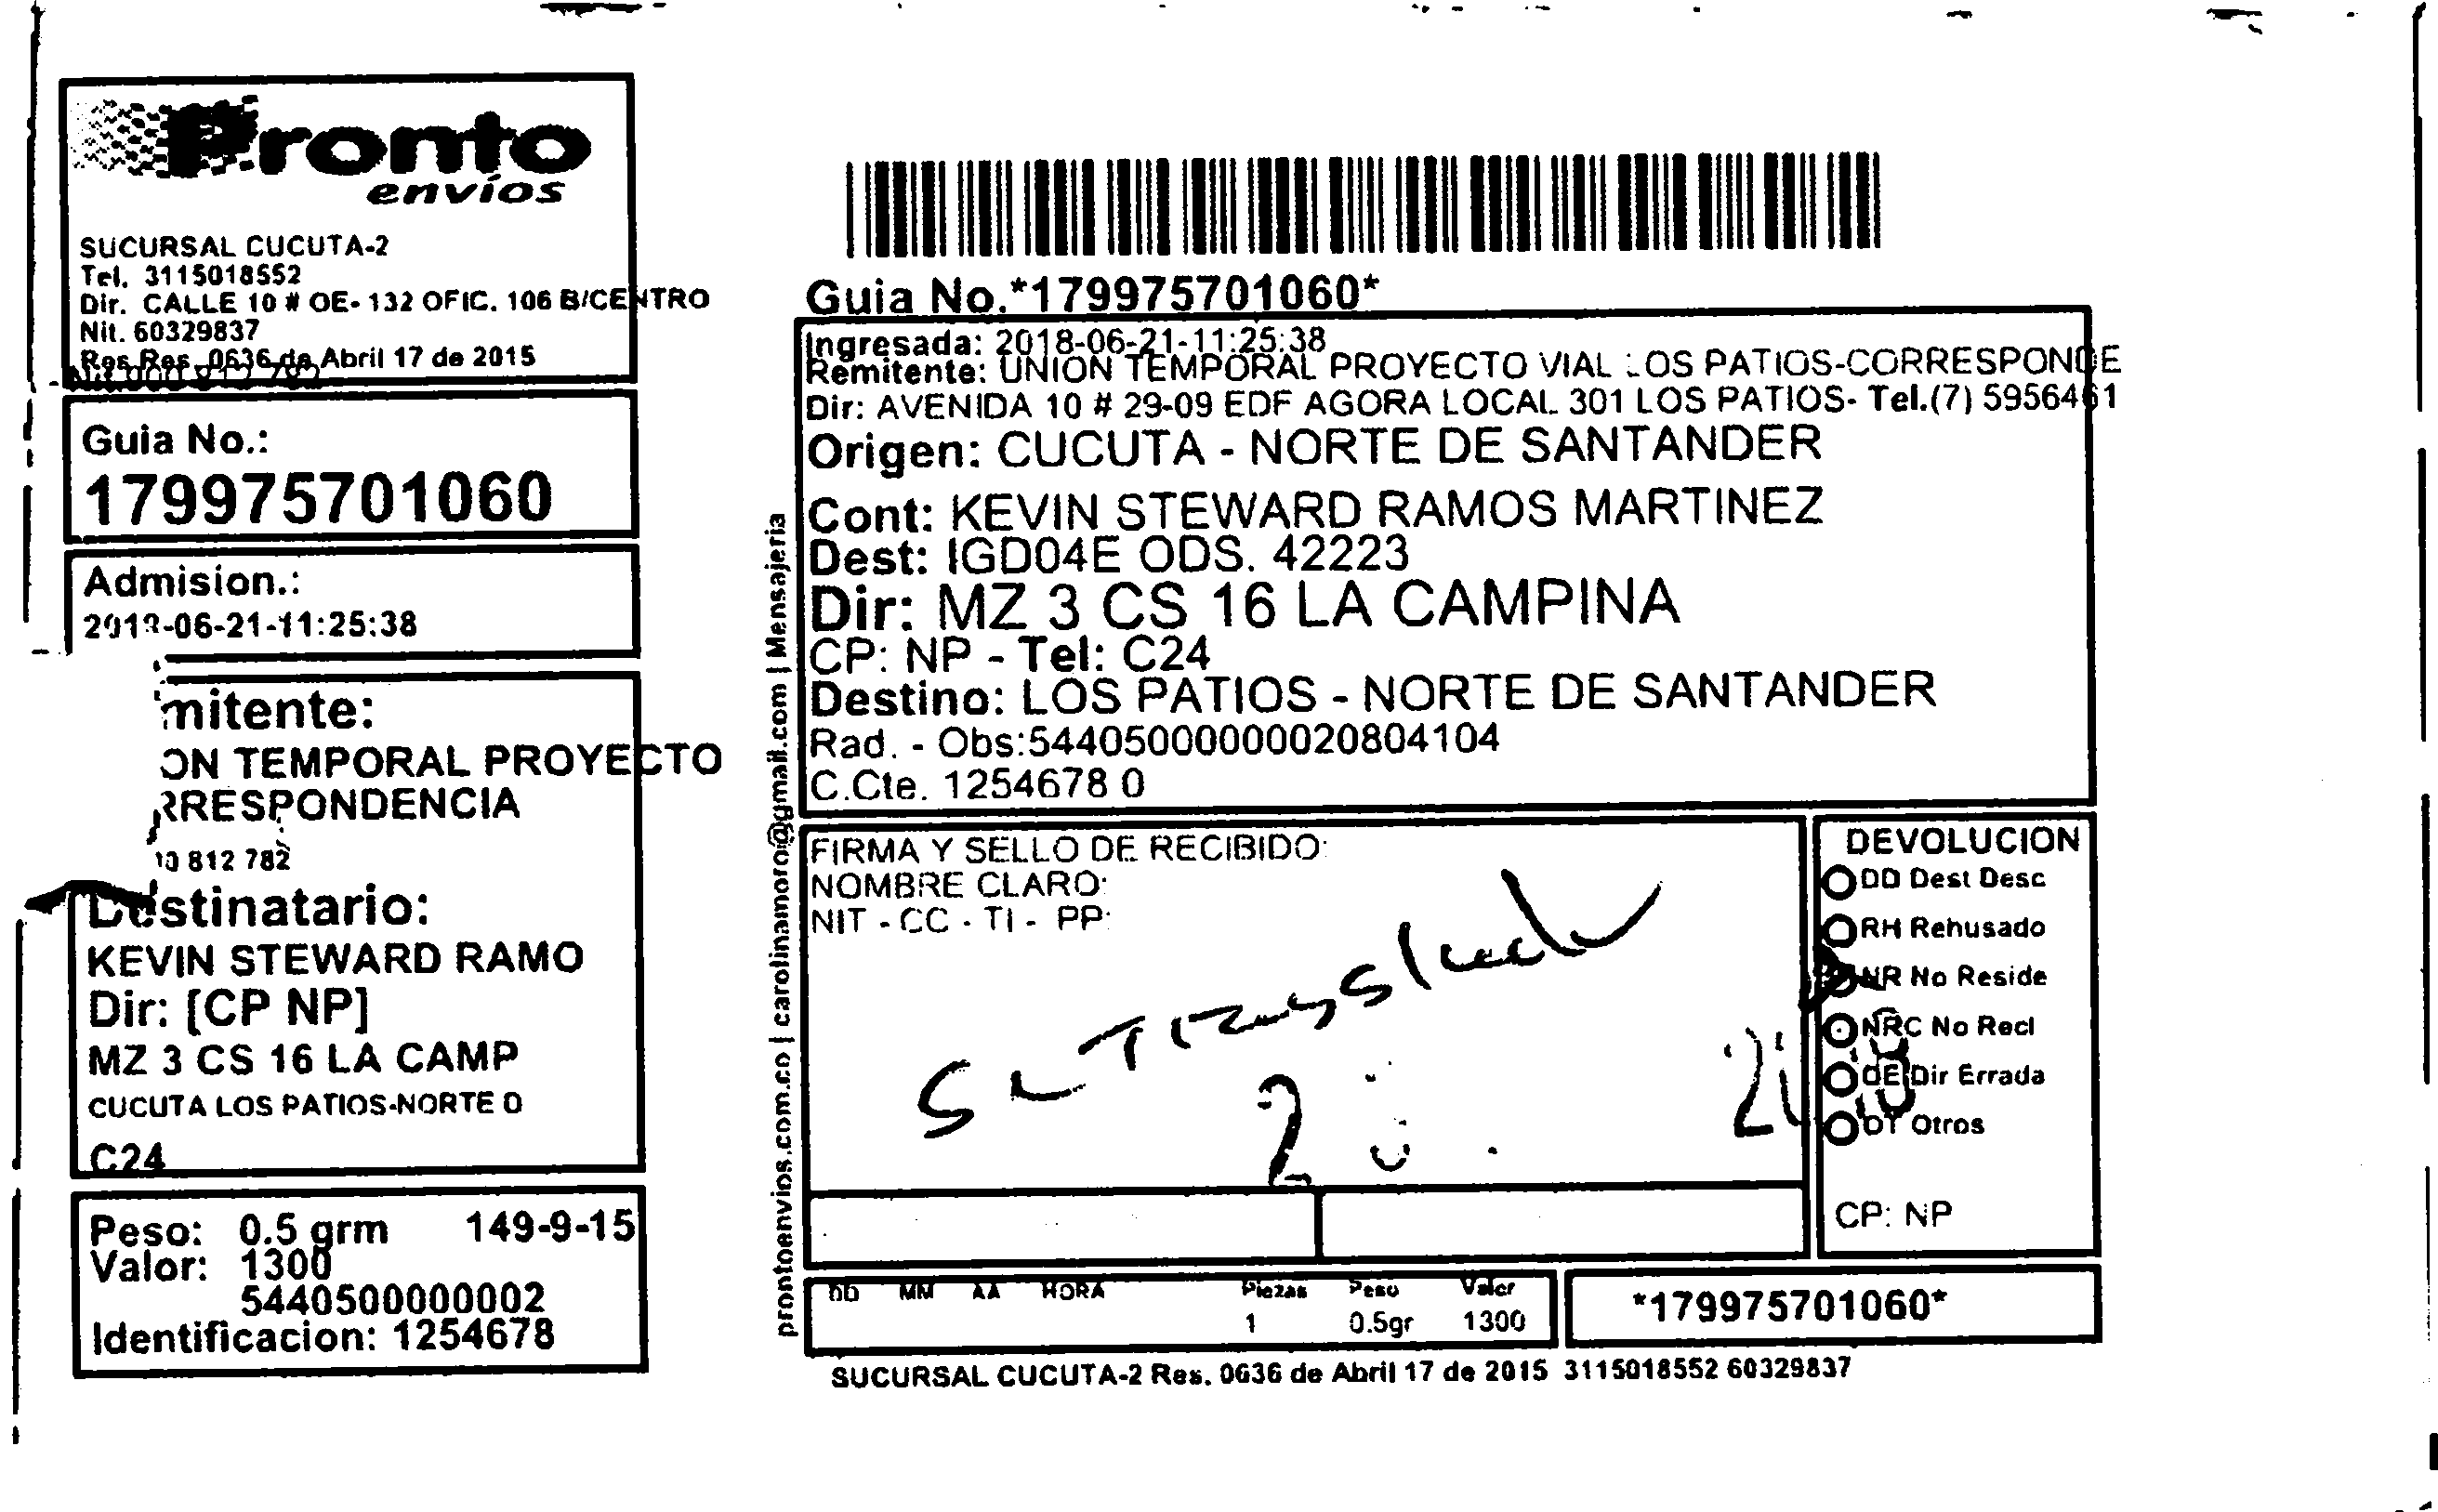 Pronto
envíos
SUCURSAL CUCUTA-2
Tel. 3115018552
Dir. CALLE 10 # OE- 132 OFIC. 106 B/CENTRO
Nit. 60329837
Res Res 0636 de Abril 17 de 2015
Guia No.:
179975701060
Admision.:
2018-06-21-11:25:38
mitente:
ON TEMPORAL PROYECTO
RRESPONDENCIA
812 782
Destinatario:
KEVIN STEWARD RAMO
Dir: [CP NP]
MZ 3 CS 16 LA CAMP
CUCUTA LOS PATIOS-NORTE D
C24
Peso: 0.5 grm 149-9-15
Valor: 1300
5440500000002
Identificacion: 1254678
prontoenvios.com.co | carolinamoro@gmail.com | Mensajeria
Guia No.*179975701060*
Ingresada: 2018-06-21-11:25:38
Remitente: UNION TEMPORAL PROYECTO VIAL LOS PATIOS-CORRESPONDE
Dir: AVENIDA 10 # 29-09 EDF AGORA LOCAL 301 LOS PATIOS- Tel.(7) 5956461
Origen: CUCUTA - NORTE DE SANTANDER
Cont: KEVIN STEWARD RAMOS MARTINEZ
Dest: IGD04E ODS. 42223
Dir: MZ 3 CS 16 LA CAMPINA
CP: NP - Tel: C24
Destino: LOS PATIOS - NORTE DE SANTANDER
Rad. - Obs:544050000000020804104
C.Cte. 1254678 0
FIRMA Y SELLO DE RECIBIDO:
NOMBRE CLARO:
NIT - CC - TI - PP:
DEVOLUCION
DD Dest Desc
RH Rehusado
NR No Reside
NRC No Recl
DE Dir Errada
OT Otros
CP: NP
DD MM AA HORA Piezas Peso Valor
1 0.5gr 1300
*179975701060*
SUCURSAL CUCUTA-2 Res. 0636 de Abril 17 de 2015 3115018552 60329837